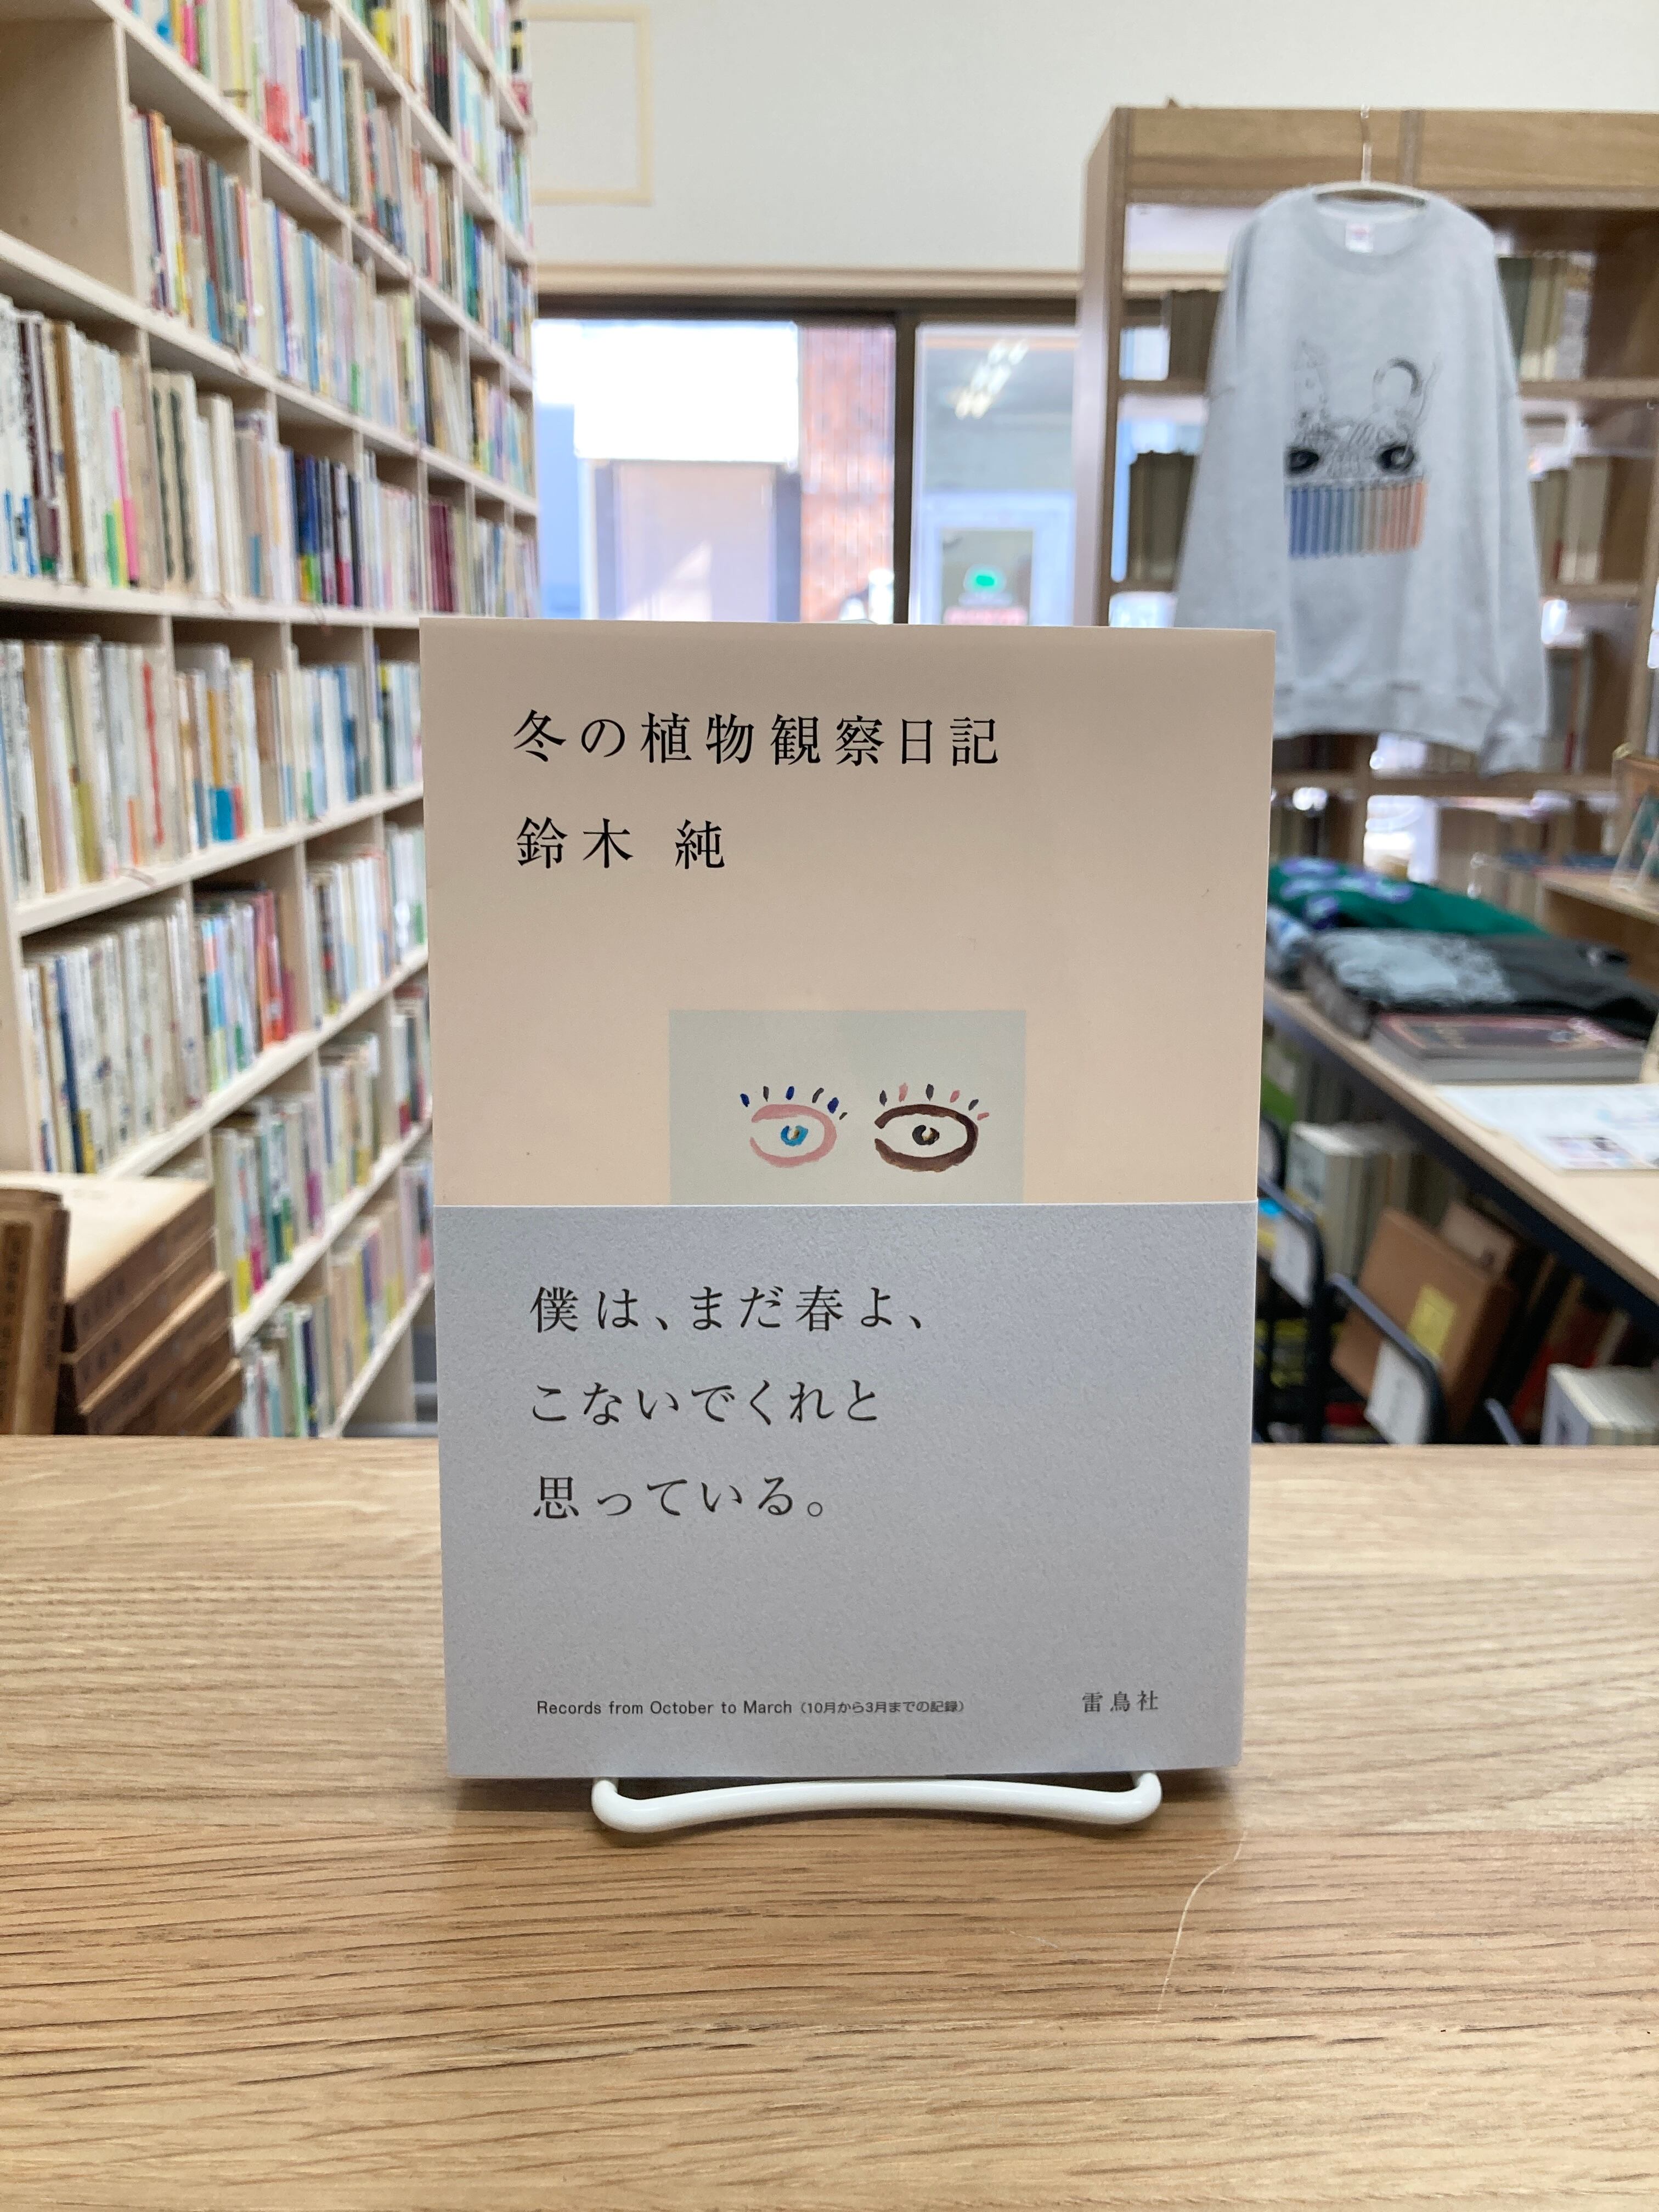 冬の植物観察日記
鈴木 純
僕は、まだ春よ、
こないでくれと
思っている。
Records from October to March（10月から3月までの記録）
雷鳥社